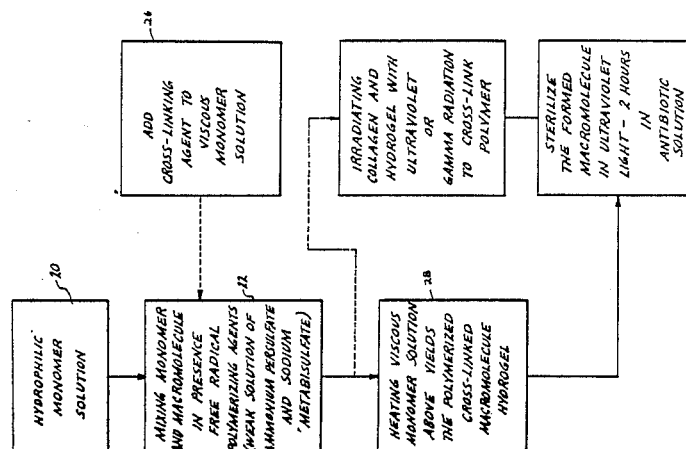 20
HYDROPHILIC
MONOMER
SOLUTION
26
ADD
CROSS-LINKING
AGENT TO
VISCOUS
MONOMER
SOLUTION
22
MIXING MONOMER
AND MACROMOLECULE
IN PRESENCE
FREE RADICAL
POLYMERIZING AGENTS
(WEAK SOLUTION OF
AMMONIUM PERSULFATE
AND SODIUM
METABISULFATE)
IRRADIATING
COLLAGEN AND
HYDROGEL WITH
ULTRAVIOLET
OR
GAMMA RADIATION
TO CROSS-LINK
POLYMER
28
HEATING VISCOUS
MONOMER SOLUTION
ABOVE YIELDS
THE POLYMERIZED
CROSS-LINKED
MACROMOLECULE
HYDROGEL
STERILIZE
THE FORMED
MACROMOLECULE
IN ULTRAVIOLET
LIGHT - 2 HOURS
IN
ANTIBIOTIC
SOLUTION